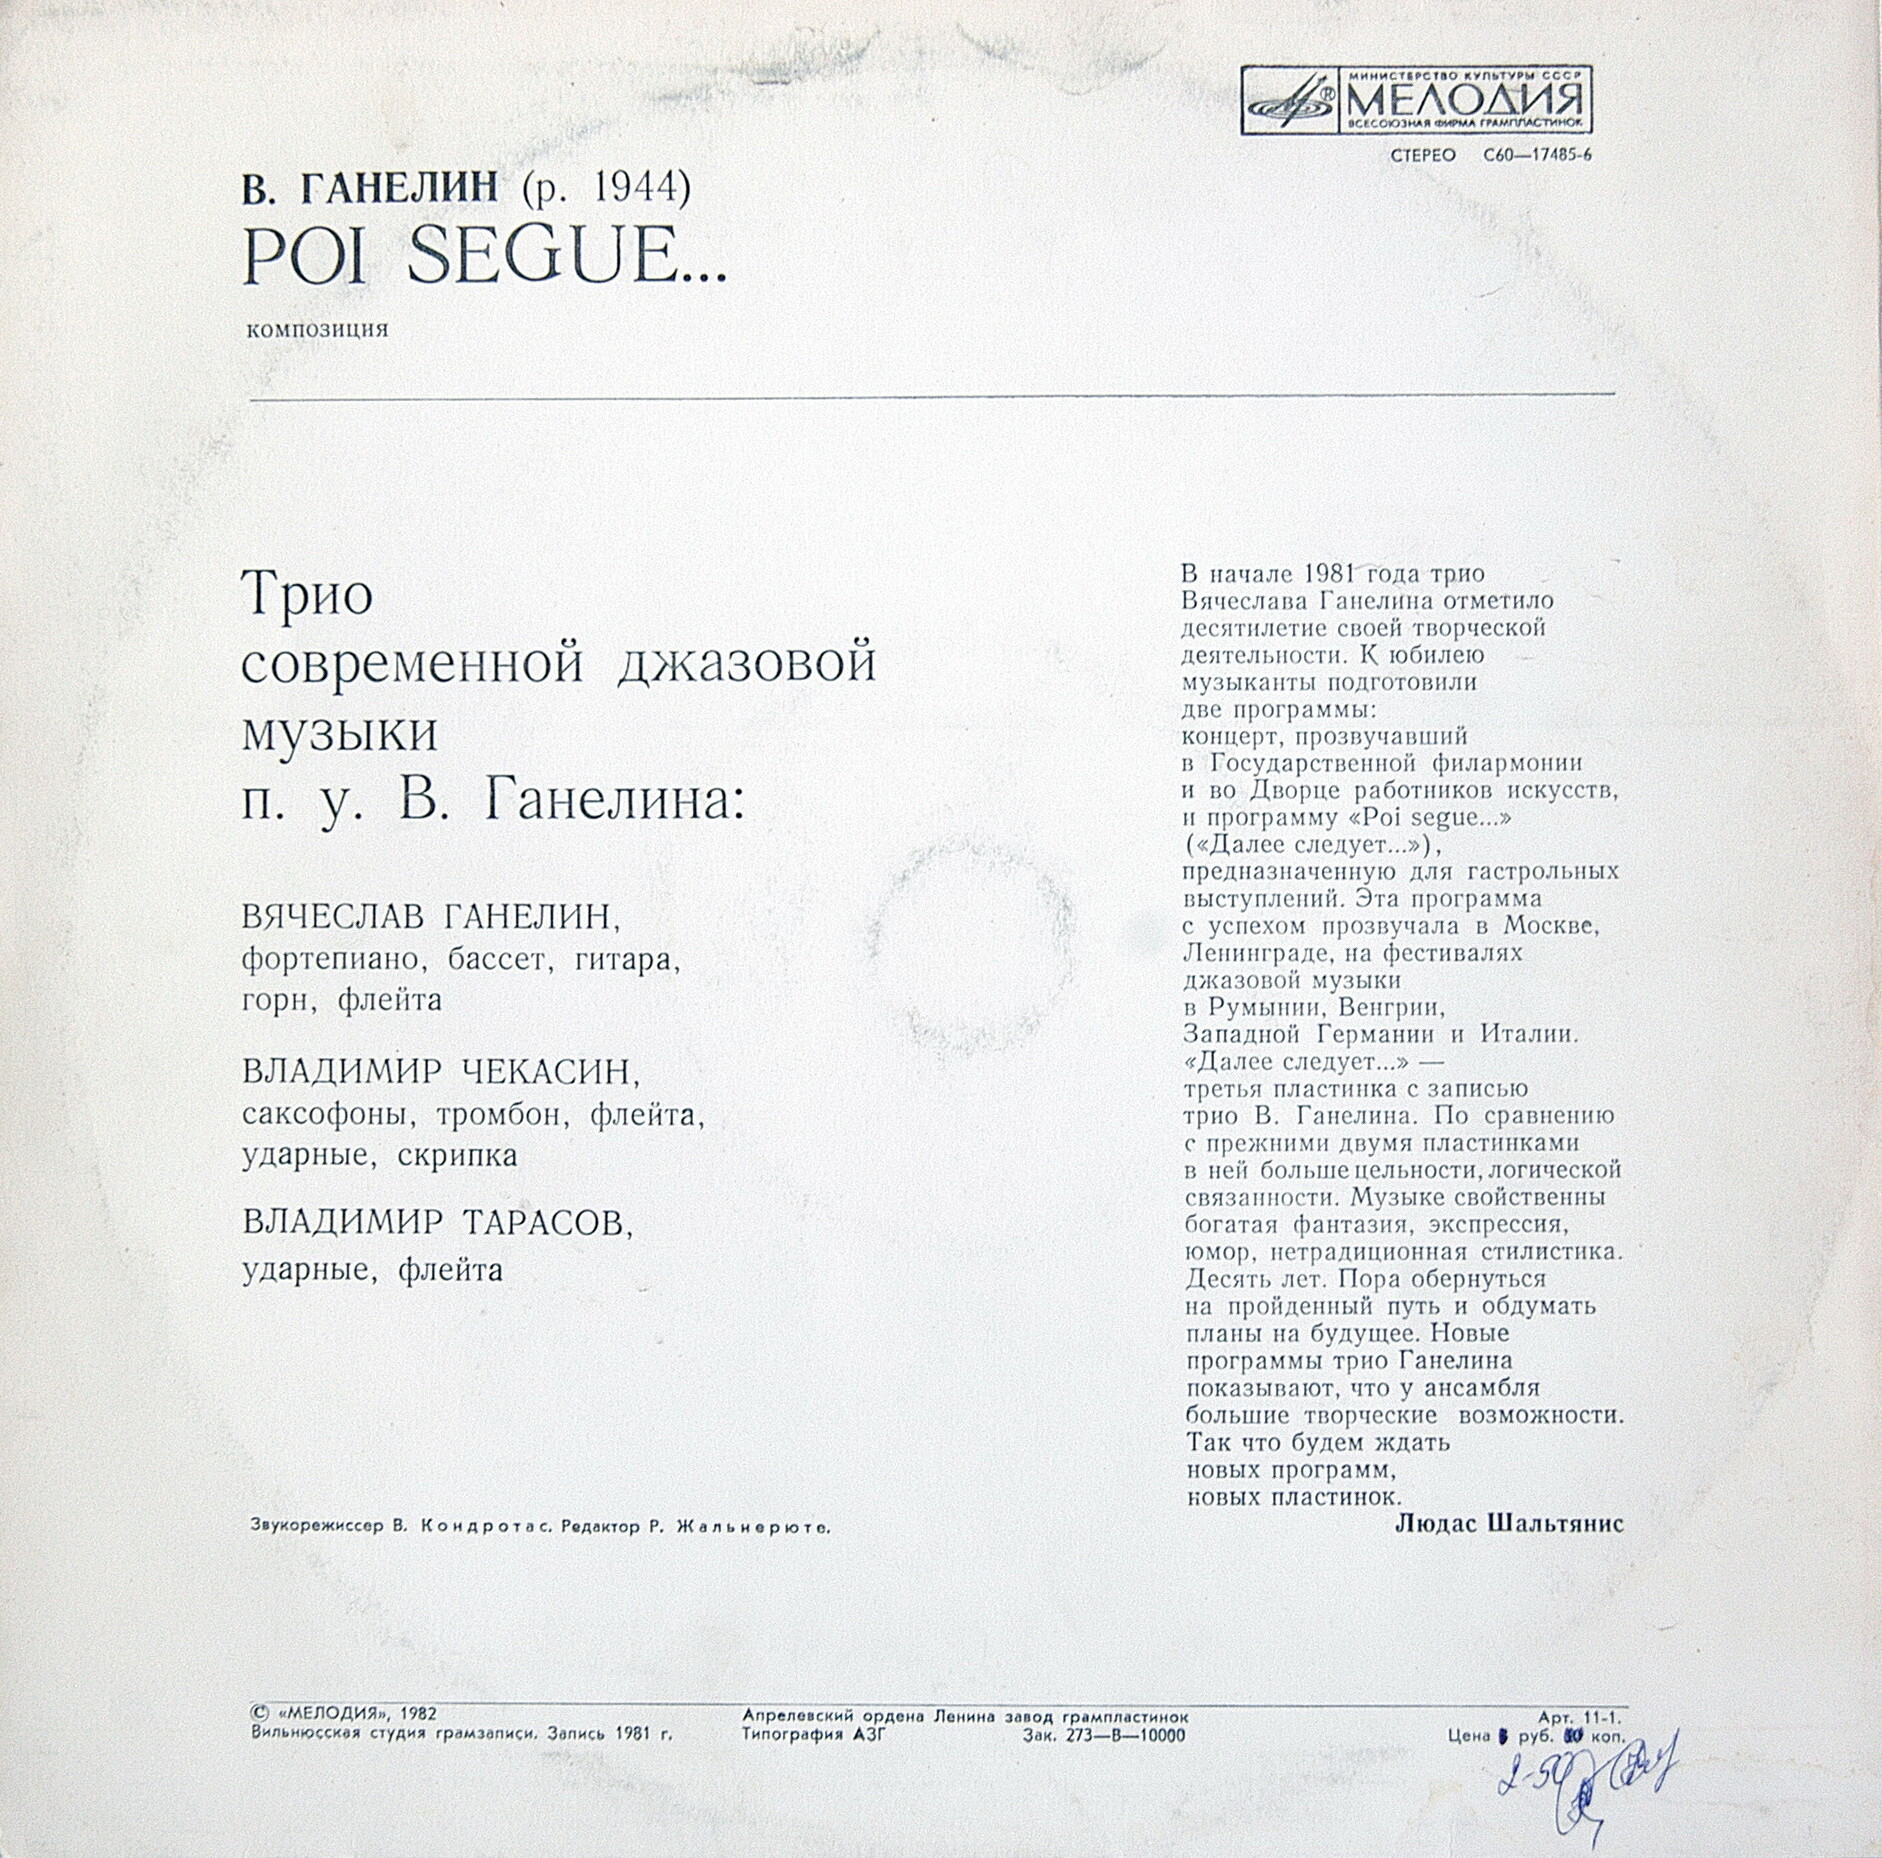 МИНИСТЕРСТВО КУЛЬТУРЫ СССР
МЕЛОДИЯ
ВСЕСОЮЗНАЯ ФИРМА ГРАМПЛАСТИНОК
СТЕРЕО С60—17485-6
В. ГАНЕЛИН (р. 1944)
POI SEGUE...
композиция
Трио
современной джазовой
музыки
п. у. В. Ганелина:
ВЯЧЕСЛАВ ГАНЕЛИН,
фортепиано, бассет, гитара,
горн, флейта
ВЛАДИМИР ЧЕКАСИН,
саксофоны, тромбон, флейта,
ударные, скрипка
ВЛАДИМИР ТАРАСОВ,
ударные, флейта
Звукорежиссер В. Кондротас. Редактор Р. Жальнерюте.
В начале 1981 года трио
Вячеслава Ганелина отметило
десятилетие своей творческой
деятельности. К юбилею
музыканты подготовили
две программы:
концерт, прозвучавший
в Государственной филармонии
и во Дворце работников искусств,
и программу «Poi segue...»
(«Далее следует...»),
предназначенную для гастрольных
выступлений. Эта программа
с успехом прозвучала в Москве,
Ленинграде, на фестивалях
джазовой музыки
в Румынии, Венгрии,
Западной Германии и Италии.
«Далее следует...» —
третья пластинка с записью
трио В. Ганелина. По сравнению
с прежними двумя пластинками
в ней больше цельности, логической
связанности. Музыке свойственны
богатая фантазия, экспрессия,
юмор, нетрадиционная стилистика.
Десять лет. Пора обернуться
на пройденный путь и обдумать
планы на будущее. Новые
программы трио Ганелина
показывают, что у ансамбля
большие творческие возможности.
Так что будем ждать
новых программ,
новых пластинок.
Людас Шальтянис
© «МЕЛОДИЯ», 1982
Вильнюсская студия грамзаписи. Запись 1981 г.
Апрелевский ордена Ленина завод грампластинок
Типография АЗГ Зак. 273—В—10000
Арт. 11-1.
Цена руб. коп.
2-50